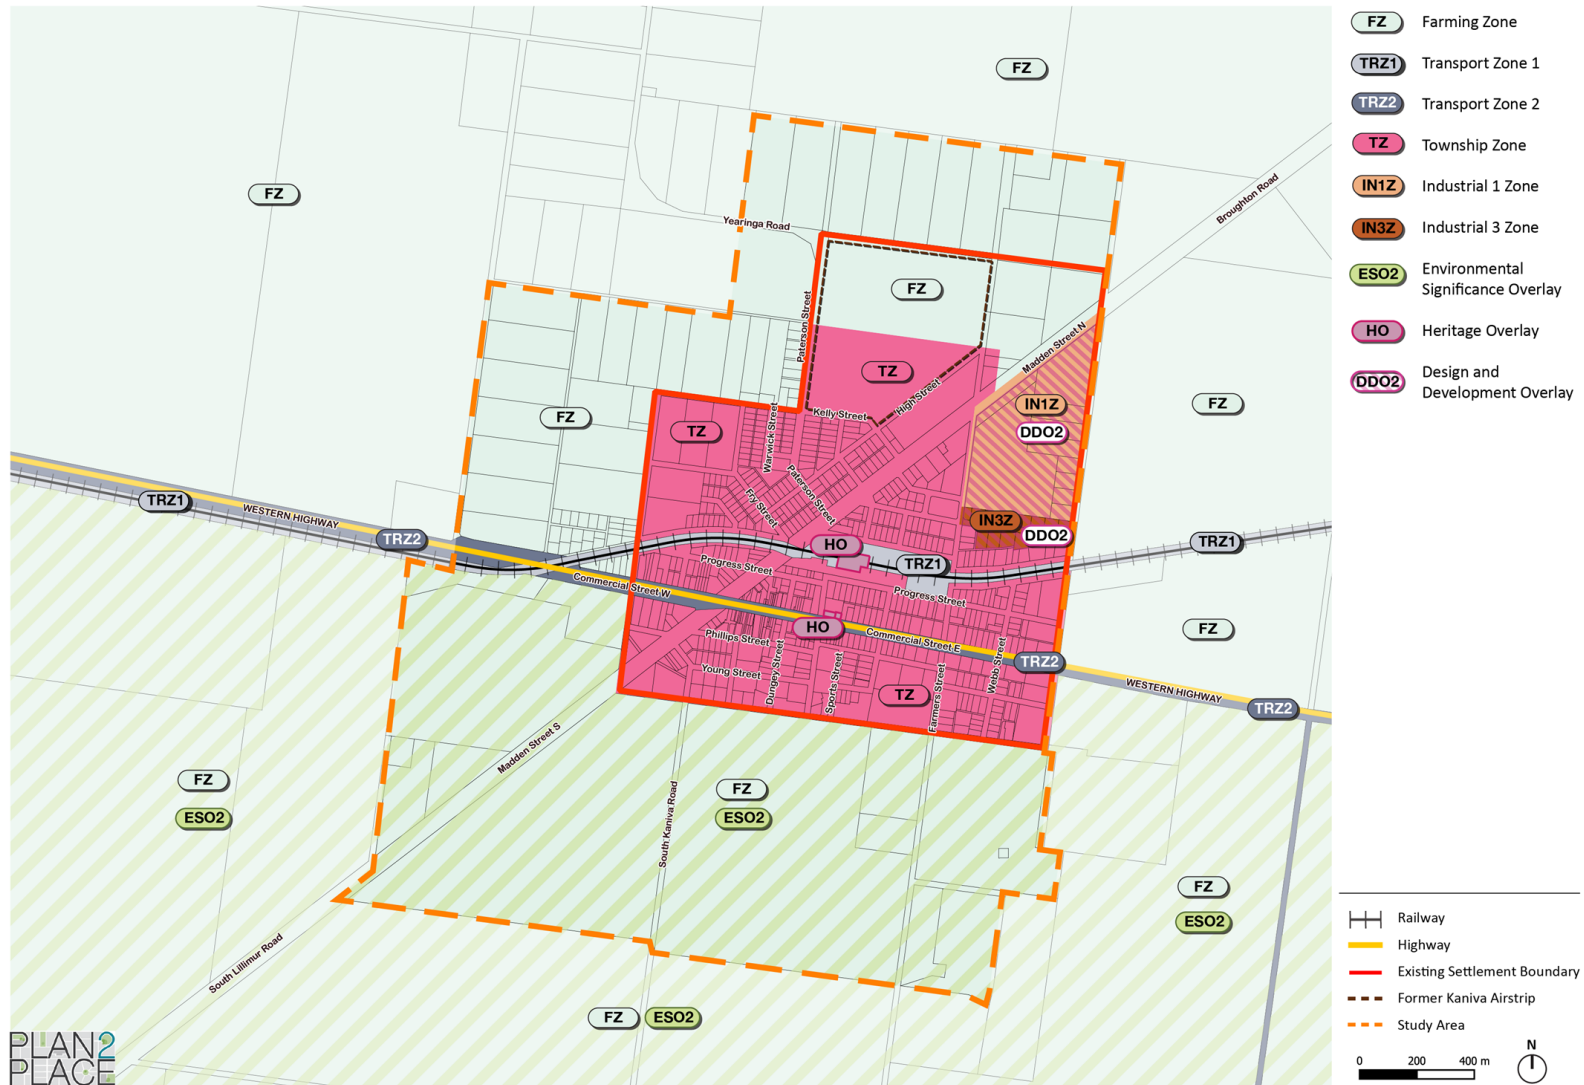 FZ
FZ
Broughton Road
Yearinga Road
FZ
Paterson Street
Madden Street N
TZ
High Street
Kelly Street
IN1Z
DDO2
FZ
FZ
TZ
Warwick Street
Paterson Street
Fry Street
TRZ1
WESTERN HIGHWAY
TRZ2
IN3Z
DDO2
HO
TRZ1
TRZ1
Progress Street
Progress Street
Commercial Street W
HO
Commercial Street E
FZ
Phillips Street
Young Street
Dungey Street
Sports Street
Farmers Street
Webb Street
TRZ2
TZ
WESTERN HIGHWAY
TRZ2
Madden Street S
South Kaniva Road
FZ
ESO2
FZ
ESO2
FZ
ESO2
South Lillimur Road
FZ
ESO2
PLAN2
PLACE
FZ Farming Zone
TRZ1 Transport Zone 1
TRZ2 Transport Zone 2
TZ Township Zone
IN1Z Industrial 1 Zone
IN3Z Industrial 3 Zone
ESO2 Environmental
Significance Overlay
HO Heritage Overlay
DDO2 Design and
Development Overlay
Railway
Highway
Existing Settlement Boundary
Former Kaniva Airstrip
Study Area
N
0 200 400 m